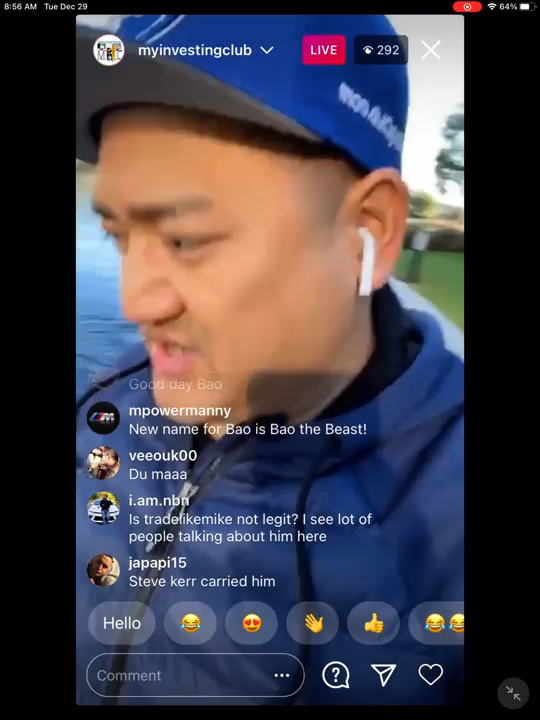 8:56 AM Tue Dec 29
64%
myinvestingclub
LIVE
292
Good day Bao
mpowermanny
New name for Bao is Bao the Beast!
veeouk00
Du maaa
i.am.nbn
Is tradelikemike not legit? I see lot of
people talking about him here
japapi15
Steve kerr carried him
Hello
Comment